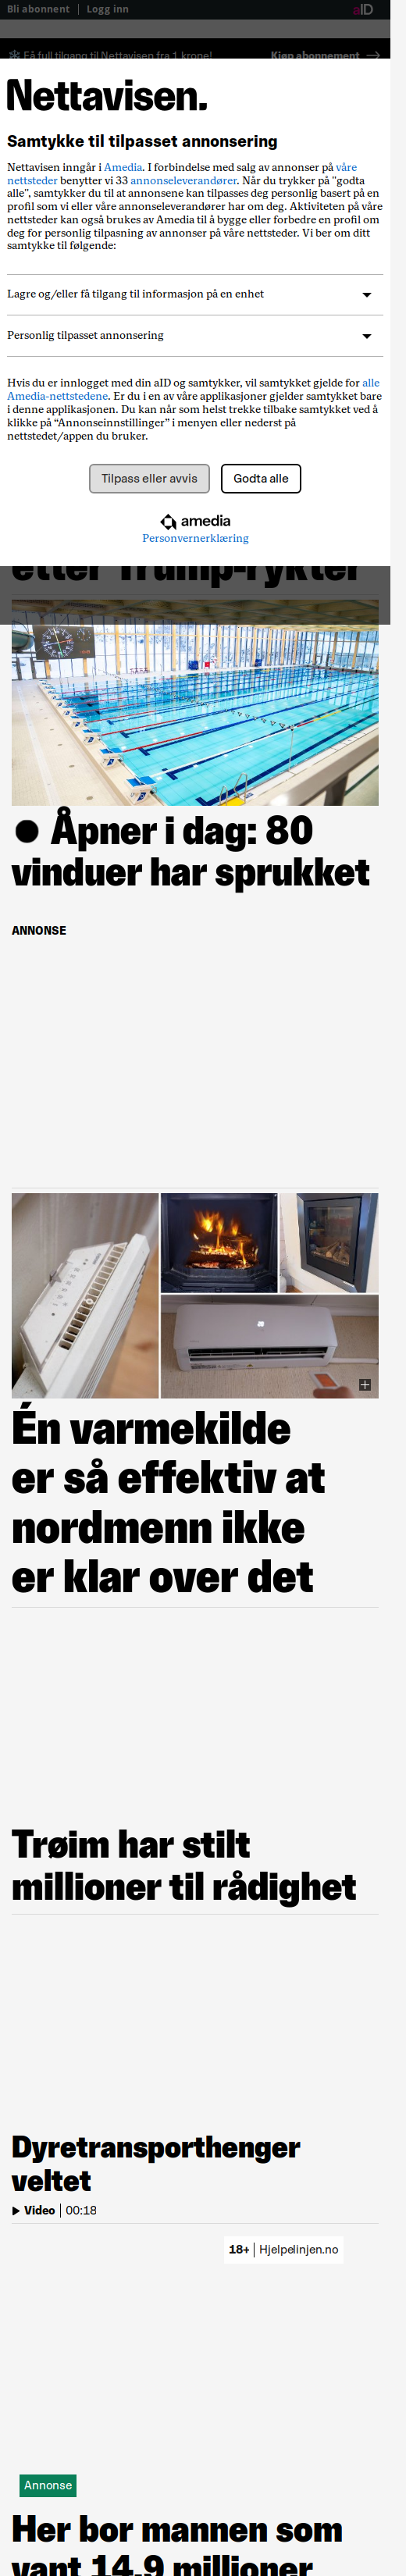 Bli abonnent
Logg inn
aID
Få full tilgang til Nettavisen fra 1 krone!
Kjøp abonnement
Nettavisen.
Samtykke til tilpasset annonsering
Nettavisen inngår i Amedia. I forbindelse med salg av annonser på våre
nettsteder benytter vi 33 annonseleverandører. Når du trykker på "godta
alle", samtykker du til at annonsene kan tilpasses deg personlig basert på en
profil som vi eller våre annonseleverandører har om deg. Aktiviteten på våre
nettsteder kan også brukes av Amedia til å bygge eller forbedre en profil om
deg for personlig tilpasning av annonser på våre nettsteder. Vi ber om ditt
samtykke til følgende:
Lagre og/eller få tilgang til informasjon på en enhet
Personlig tilpasset annonsering
Hvis du er innlogget med din aID og samtykker, vil samtykket gjelde for alle
Amedia-nettstedene. Er du i en av våre applikasjoner gjelder samtykket bare
i denne applikasjonen. Du kan når som helst trekke tilbake samtykket ved å
klikke på “Annonseinnstillinger” i menyen eller nederst på
nettstedet/appen du bruker.
Tilpass eller avvis
Godta alle
amedia
Personvernerklæring
etter Trump-rykter
Åpner i dag: 80
vinduer har sprukket
ANNONSE
Én varmekilde
er så effektiv at
nordmenn ikke
er klar over det
Trøim har stilt
millioner til rådighet
Dyretransporthenger
veltet
Video
00:18
18+
Hjelpelinjen.no
Annonse
Her bor mannen som
vant 14,9 millioner